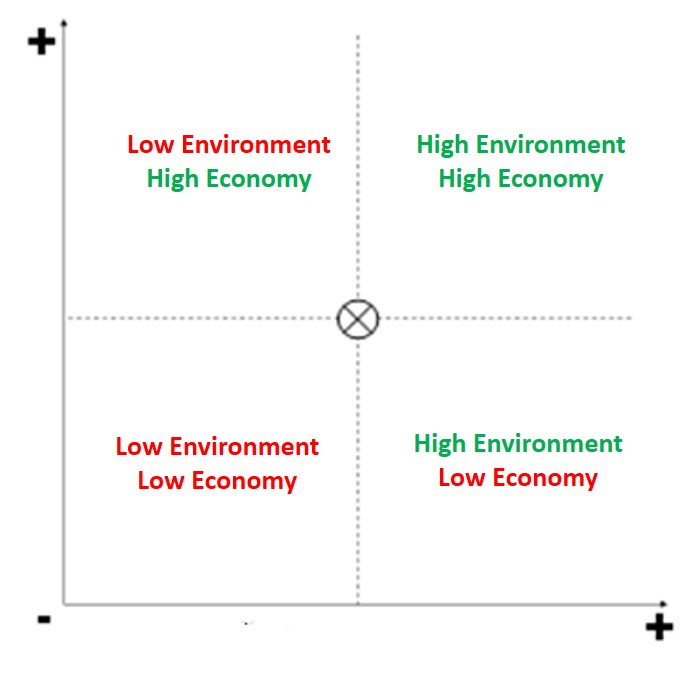 +
Low Environment
High Economy
High Environment
High Economy
Low Environment
Low Economy
High Environment
Low Economy
-
+